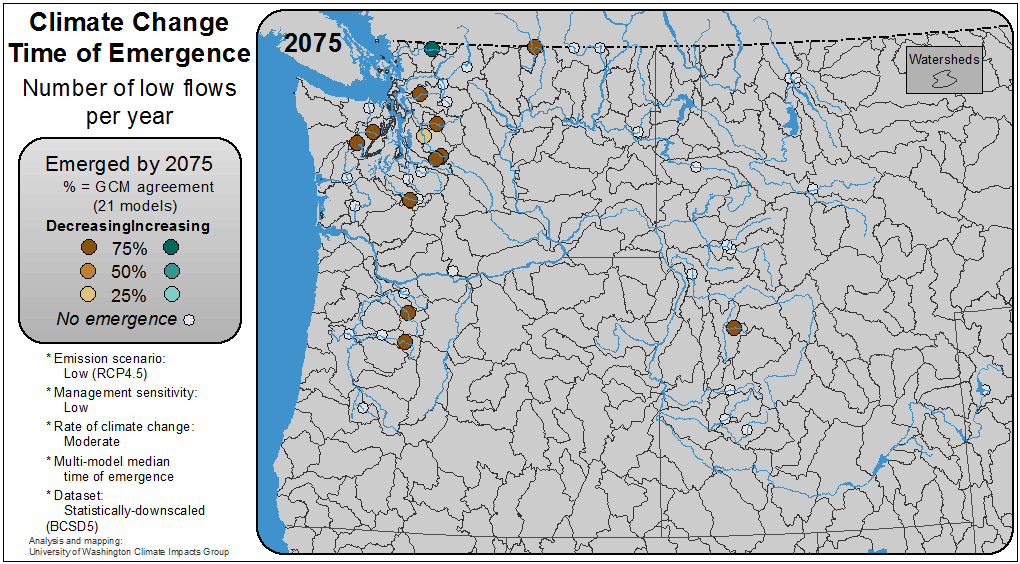 Climate Change
Time of Emergence
Number of low flows
per year
Emerged by 2075
% = GCM agreement
(21 models)
DecreasingIncreasing
75%
50%
25%
No emergence
* Emission scenario:
Low (RCP4.5)
* Management sensitivity:
Low
* Rate of climate change:
Moderate
* Multi-model median
time of emergence
* Dataset:
Statistically-downscaled
(BCSD5)
Analysis and mapping:
University of Washington Climate Impacts Group
2075
Watersheds